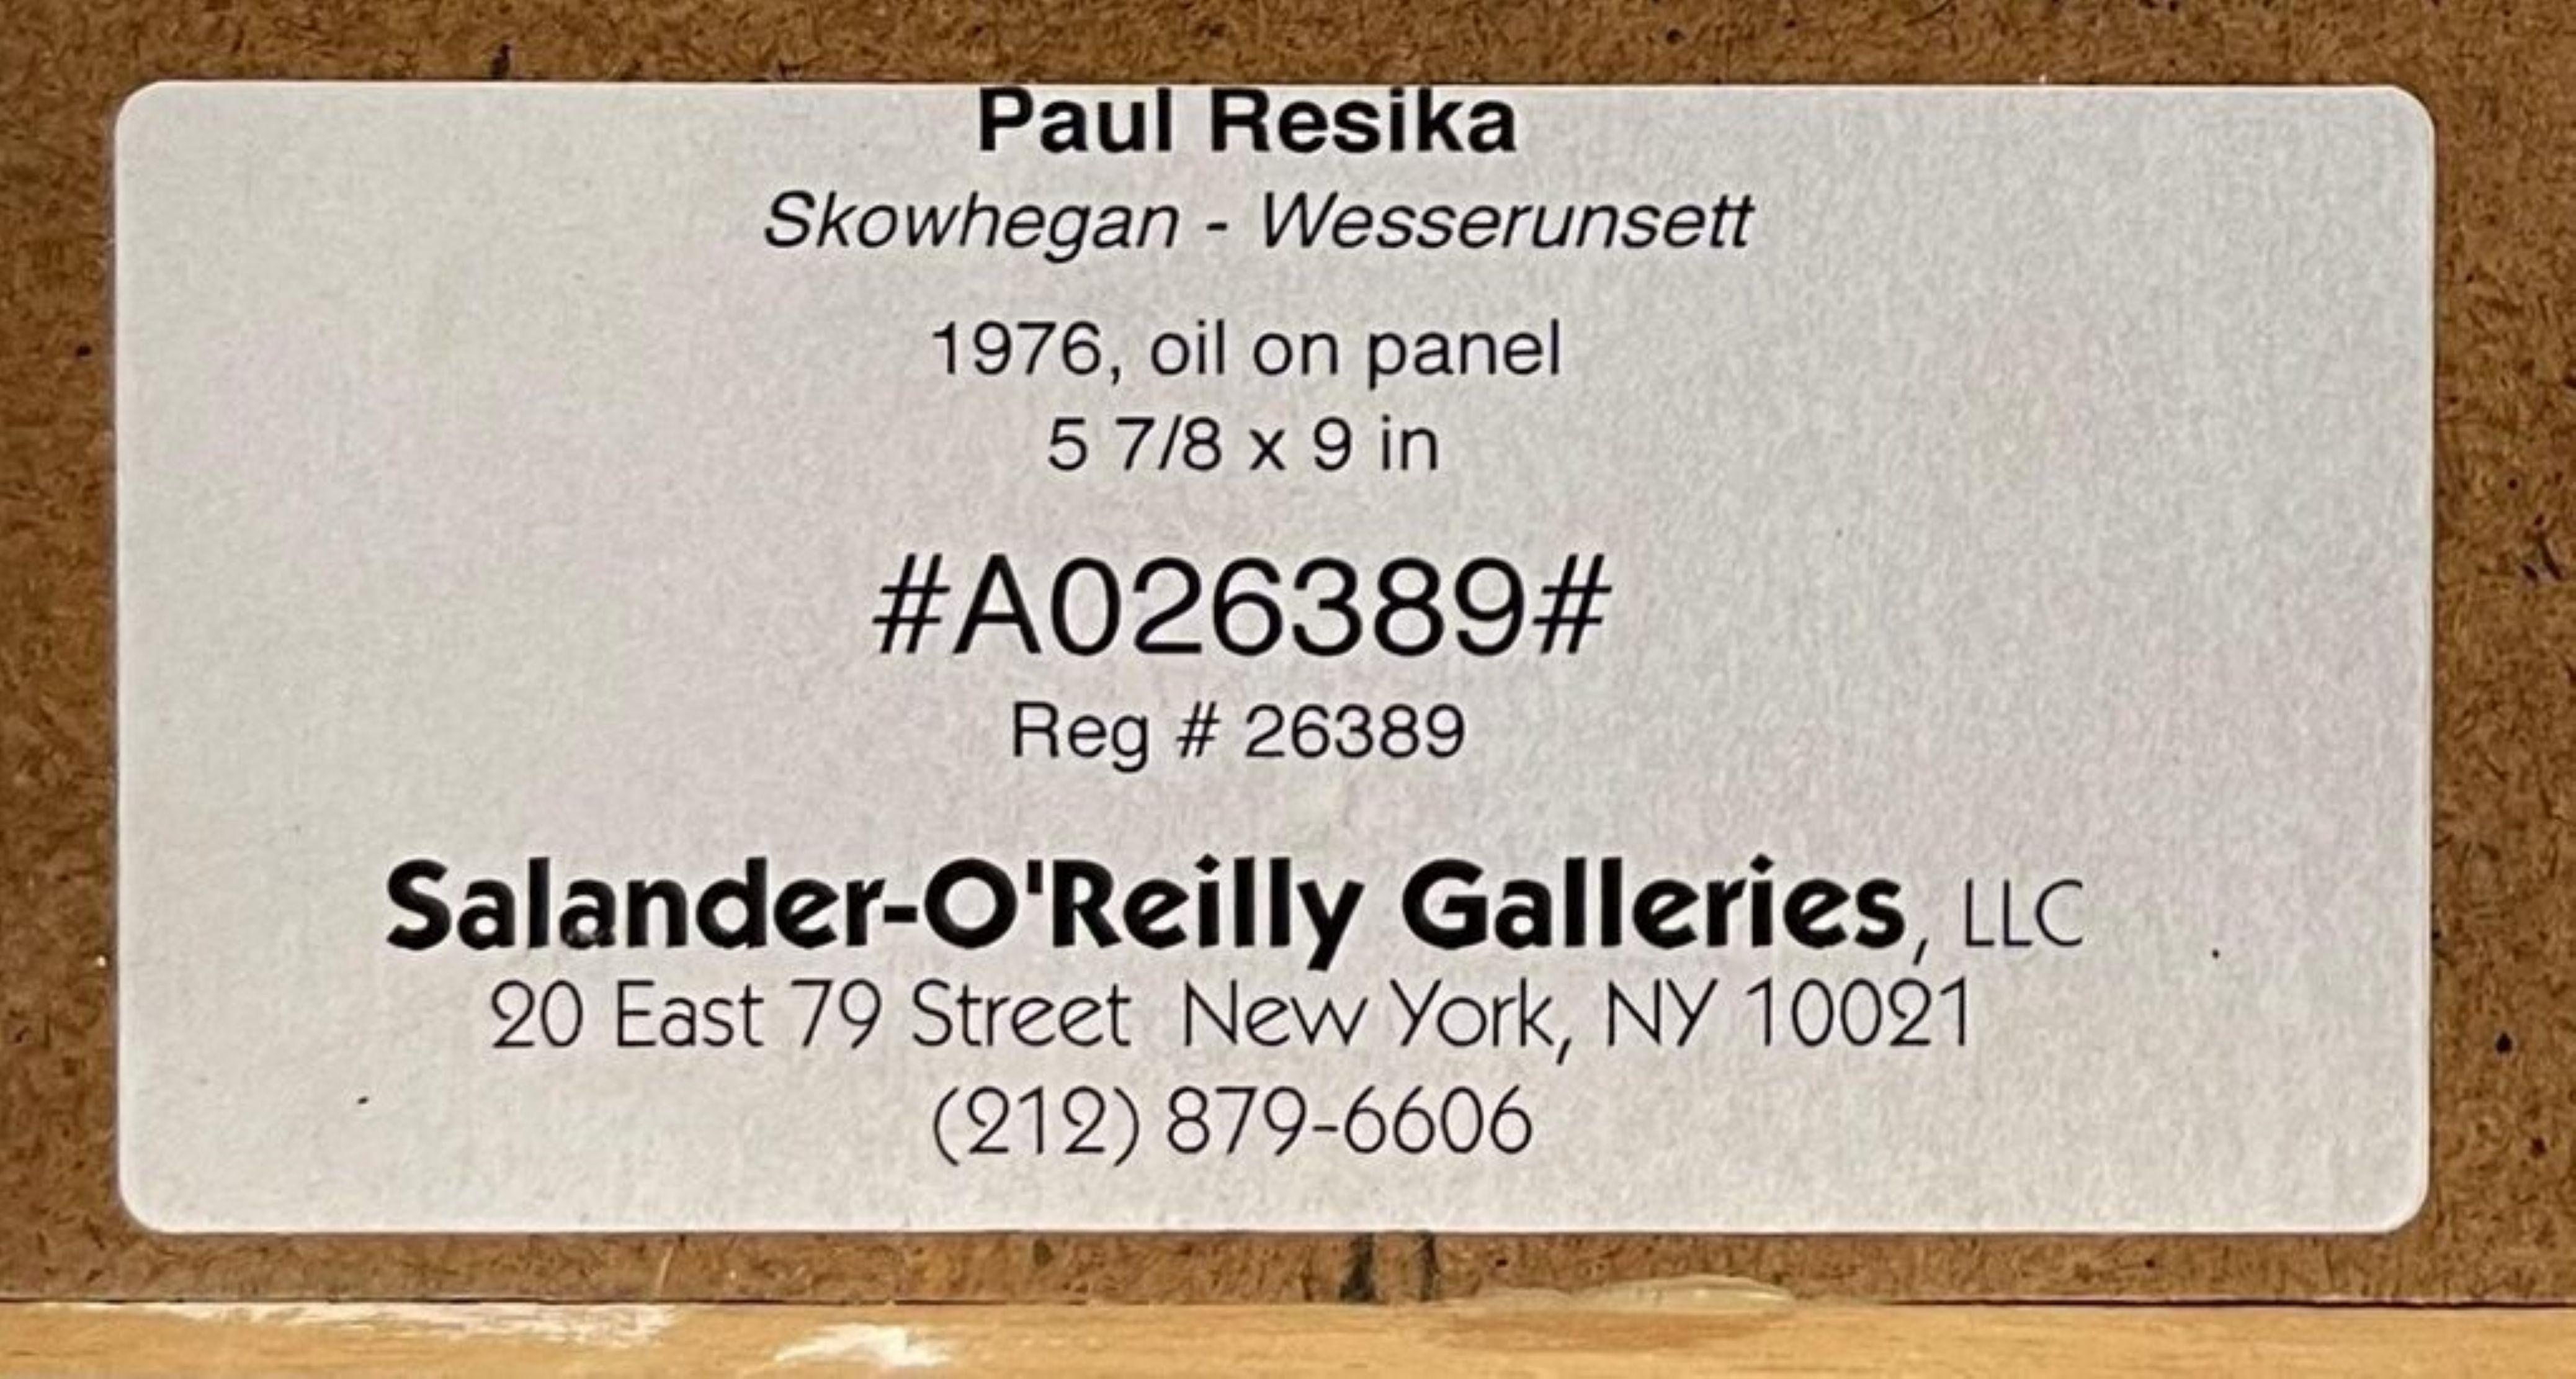 Paul Resika
Skowhegan - Wesserunsett
1976, oil on panel
5 7/8 x 9 in
#A026389#
Reg # 26389
Salander-O'Reilly Galleries, LLC
20 East 79 Street New York, NY 10021
(212) 879-6606